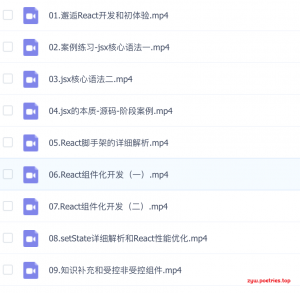 01.邂逅React开发和初体验.mp4
02.案例练习-jsx核心语法一.mp4
03.jsx核心语法二.mp4
04.jsx的本质-源码-阶段案例.mp4
05.React脚手架的详细解析.mp4
06.React组件化开发（一）.mp4
07.React组件化开发（二）.mp4
08.setState详细解析和React性能优化.mp4
09.知识补充和受控非受控组件.mp4
zyu.postries.top